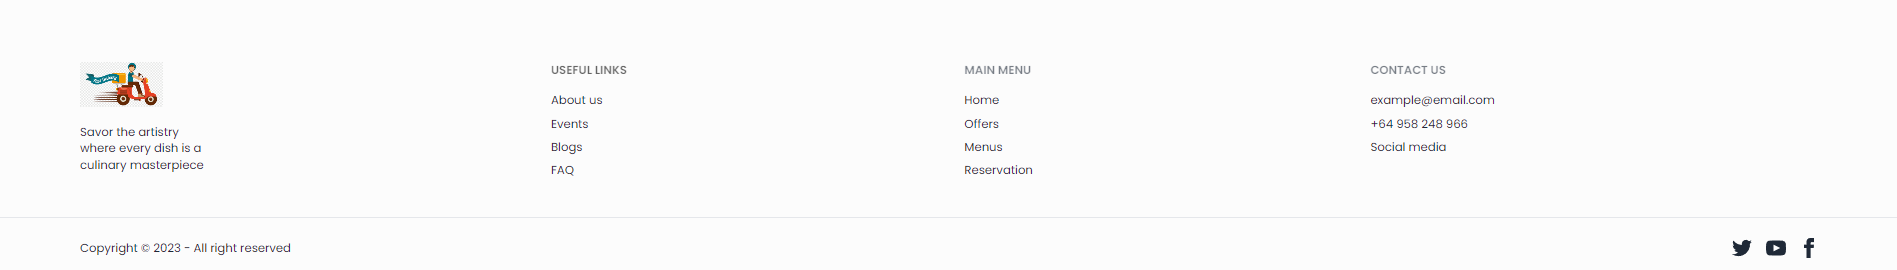 Savor the artistry
where every dish is a
culinary masterpiece
USEFUL LINKS
About us
Events
Blogs
FAQ
MAIN MENU
Home
Offers
Menus
Reservation
CONTACT US
example@email.com
+64 958 248 966
Social media
Copyright © 2023 - All right reserved